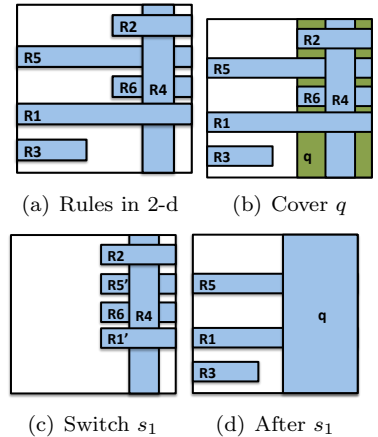 R2
R5
R6 R4
R1
R3
(a) Rules in 2-d
R2
R5
R6 R4
R1
R3 q
(b) Cover q
R2
R5'
R6 R4
R1'
(c) Switch s1
R5
q
R1
R3
(d) After s1